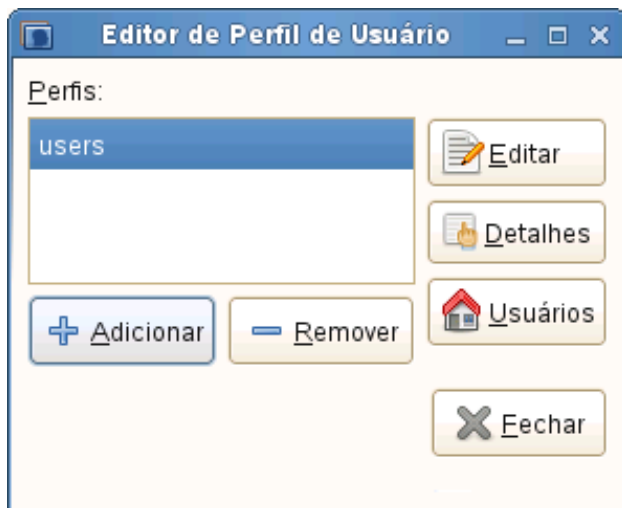 Editor de Perfil de Usuário
Perfis:
users
Editar
Detalhes
Usuários
Adicionar
Remover
Fechar